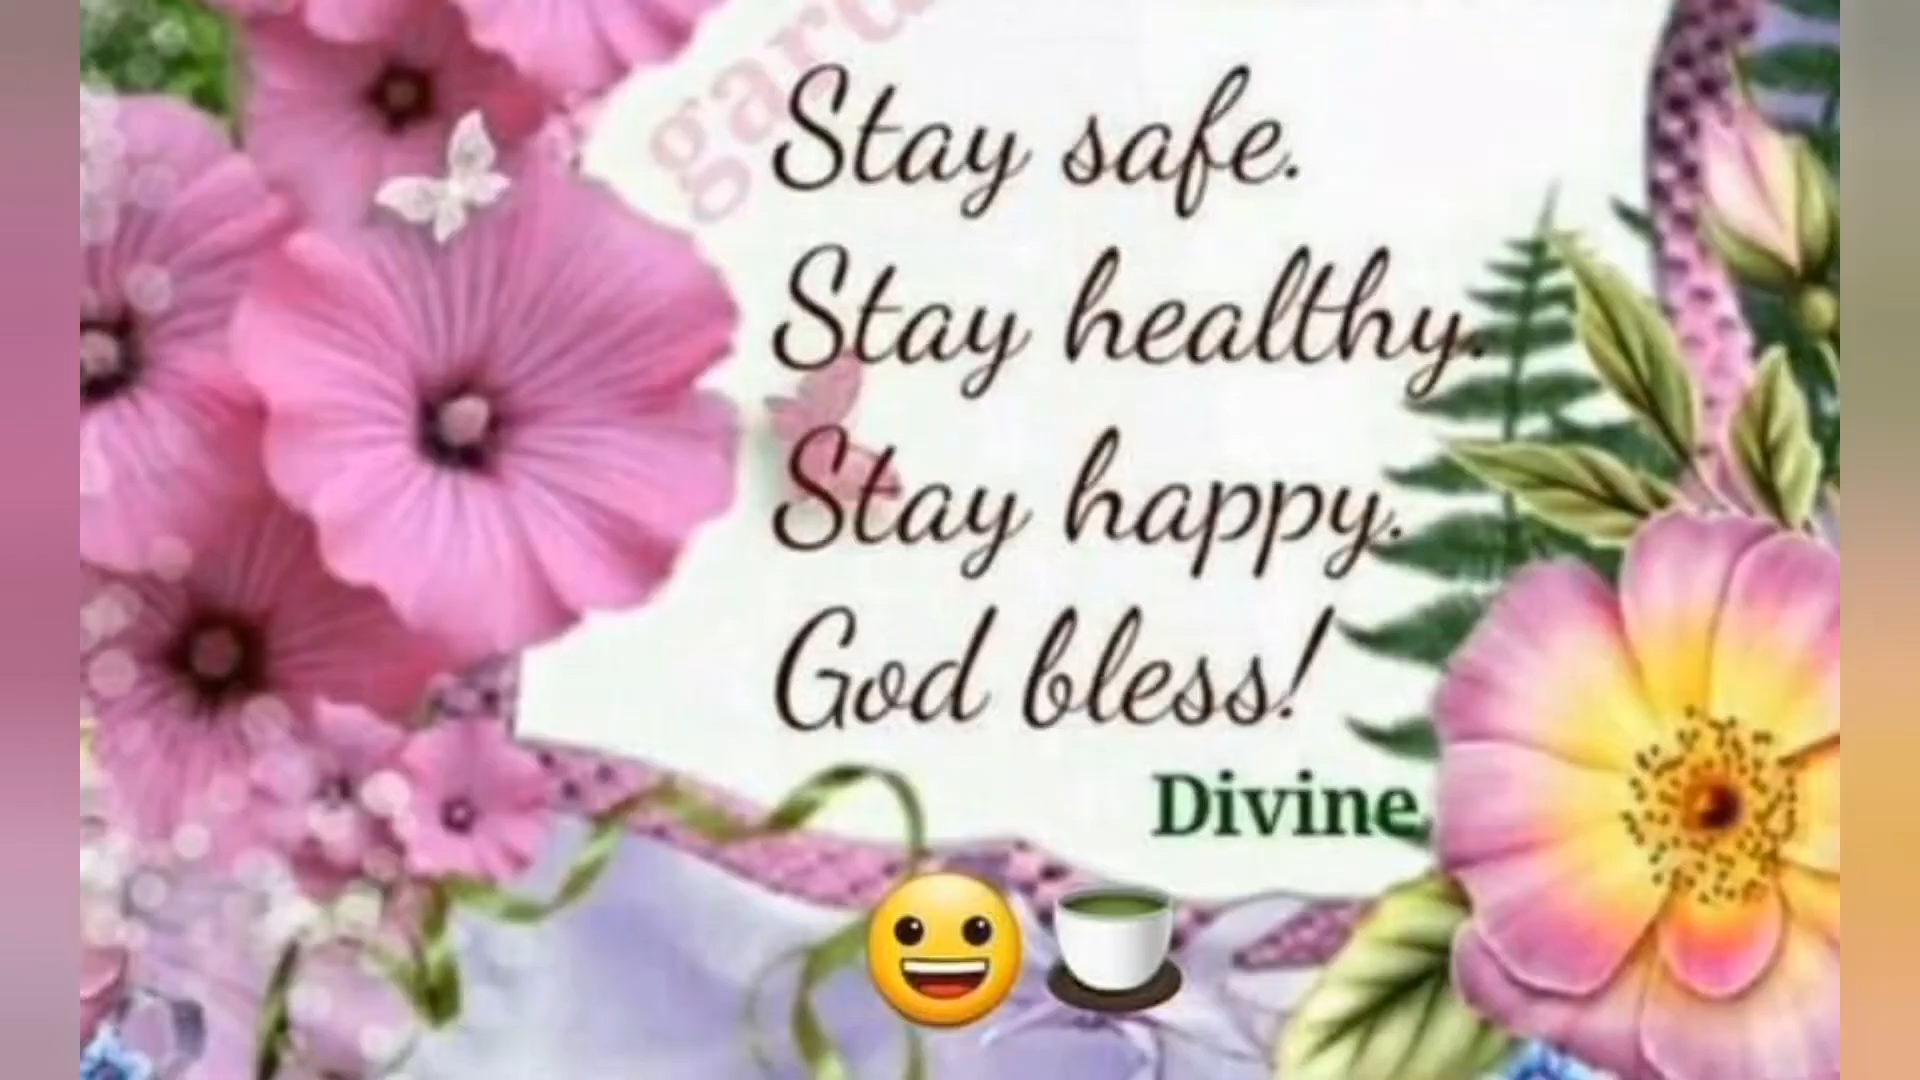 Stay safe.
Stay healthy.
Stay happy.
God bless!
Divine